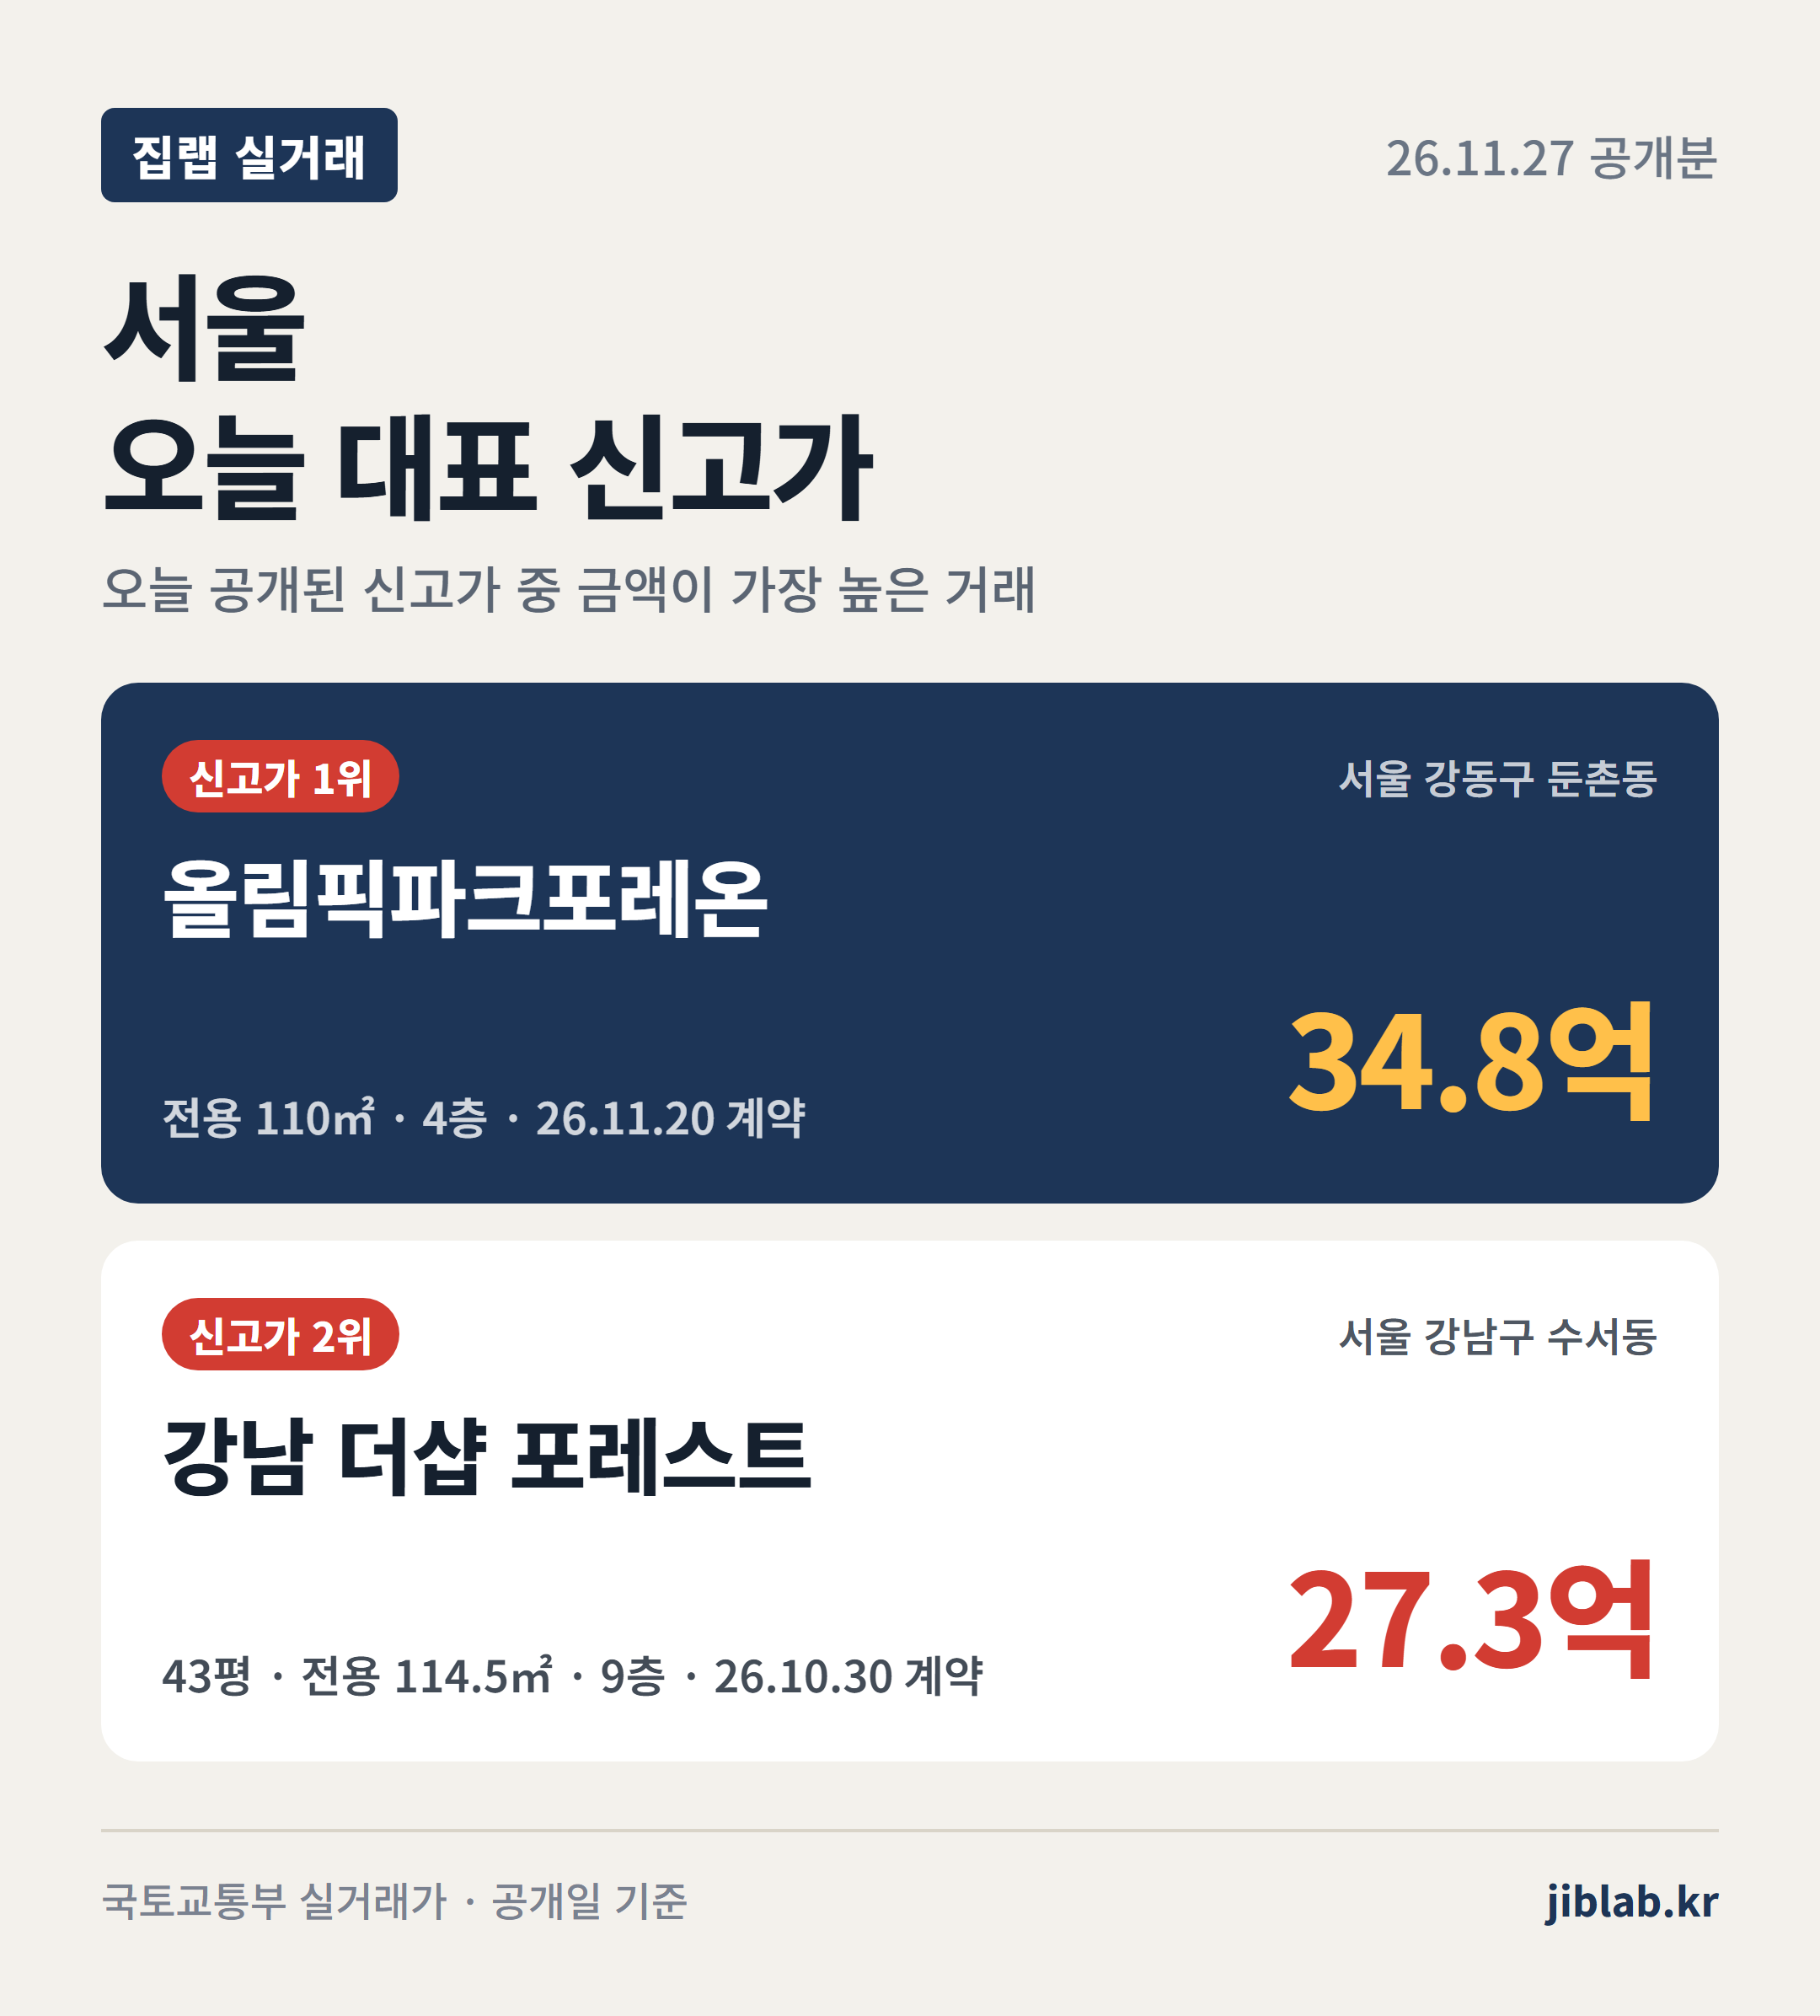 집랩 실거래
26.11.27 공개분
서울
오늘 대표 신고가
오늘 공개된 신고가 중 금액이 가장 높은 거래
신고가 1위
서울 강동구 둔촌동
올림픽파크포레온
34.8억
전용 110㎡ · 4층 · 26.11.20 계약
신고가 2위
서울 강남구 수서동
강남 더샵 포레스트
27.3억
43평 · 전용 114.5㎡ · 9층 · 26.10.30 계약
국토교통부 실거래가 · 공개일 기준
jiblab.kr